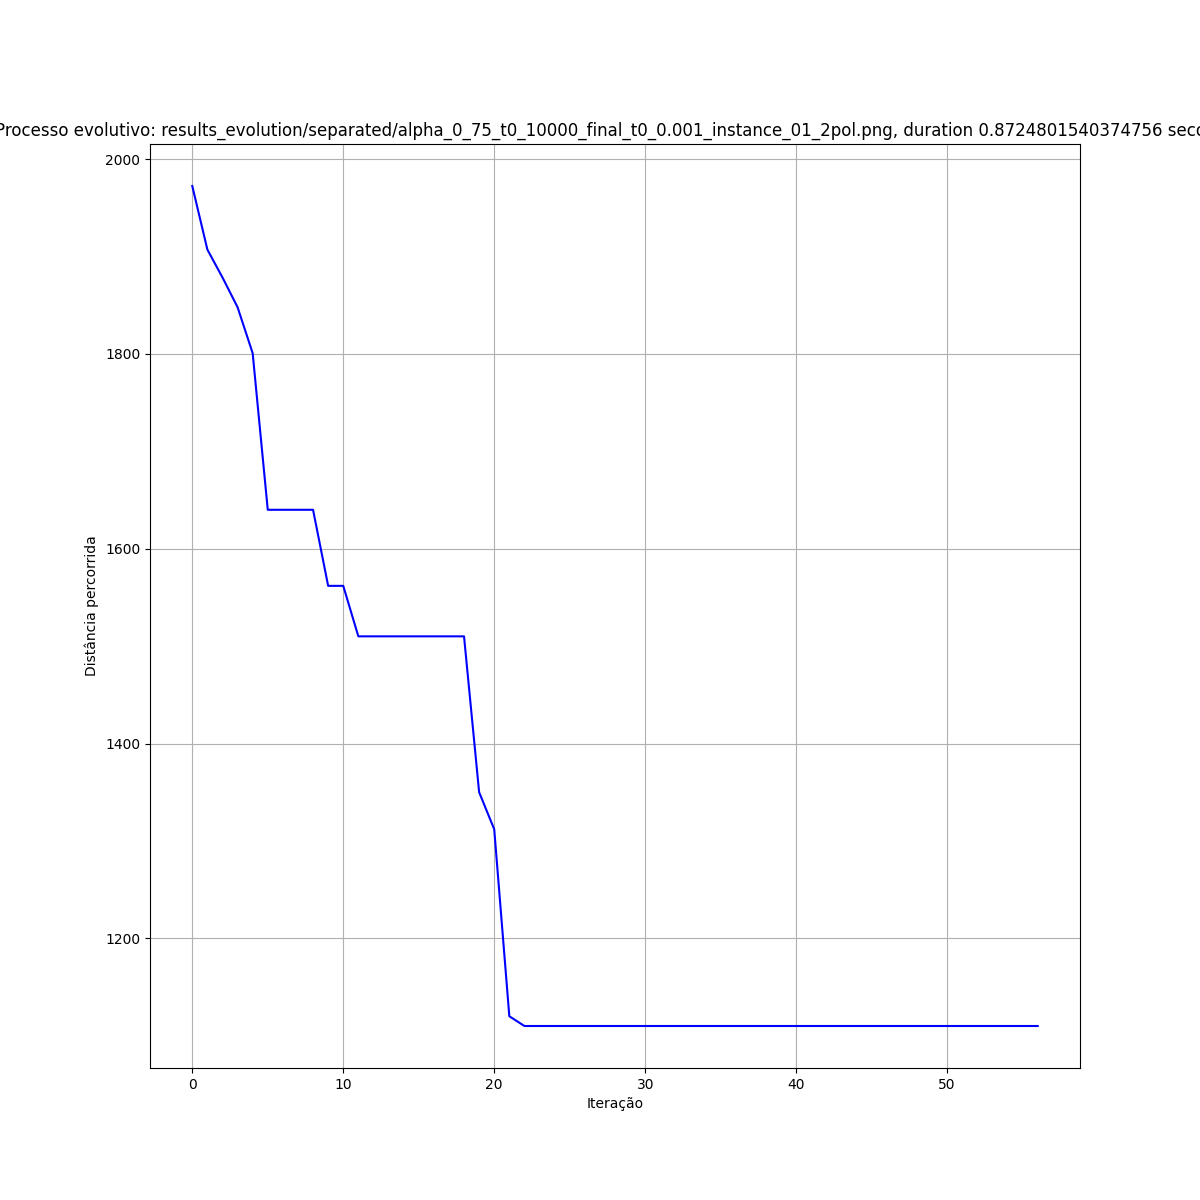 Processo evolutivo: results_evolution/separated/alpha_0_75_t0_10000_final_t0_0.001_instance_01_2pol.png, duration 0.8724801540374756
2000
1800
1600
1400
1200
Distância percorrida
0 10 20 30 40 50
Iteração